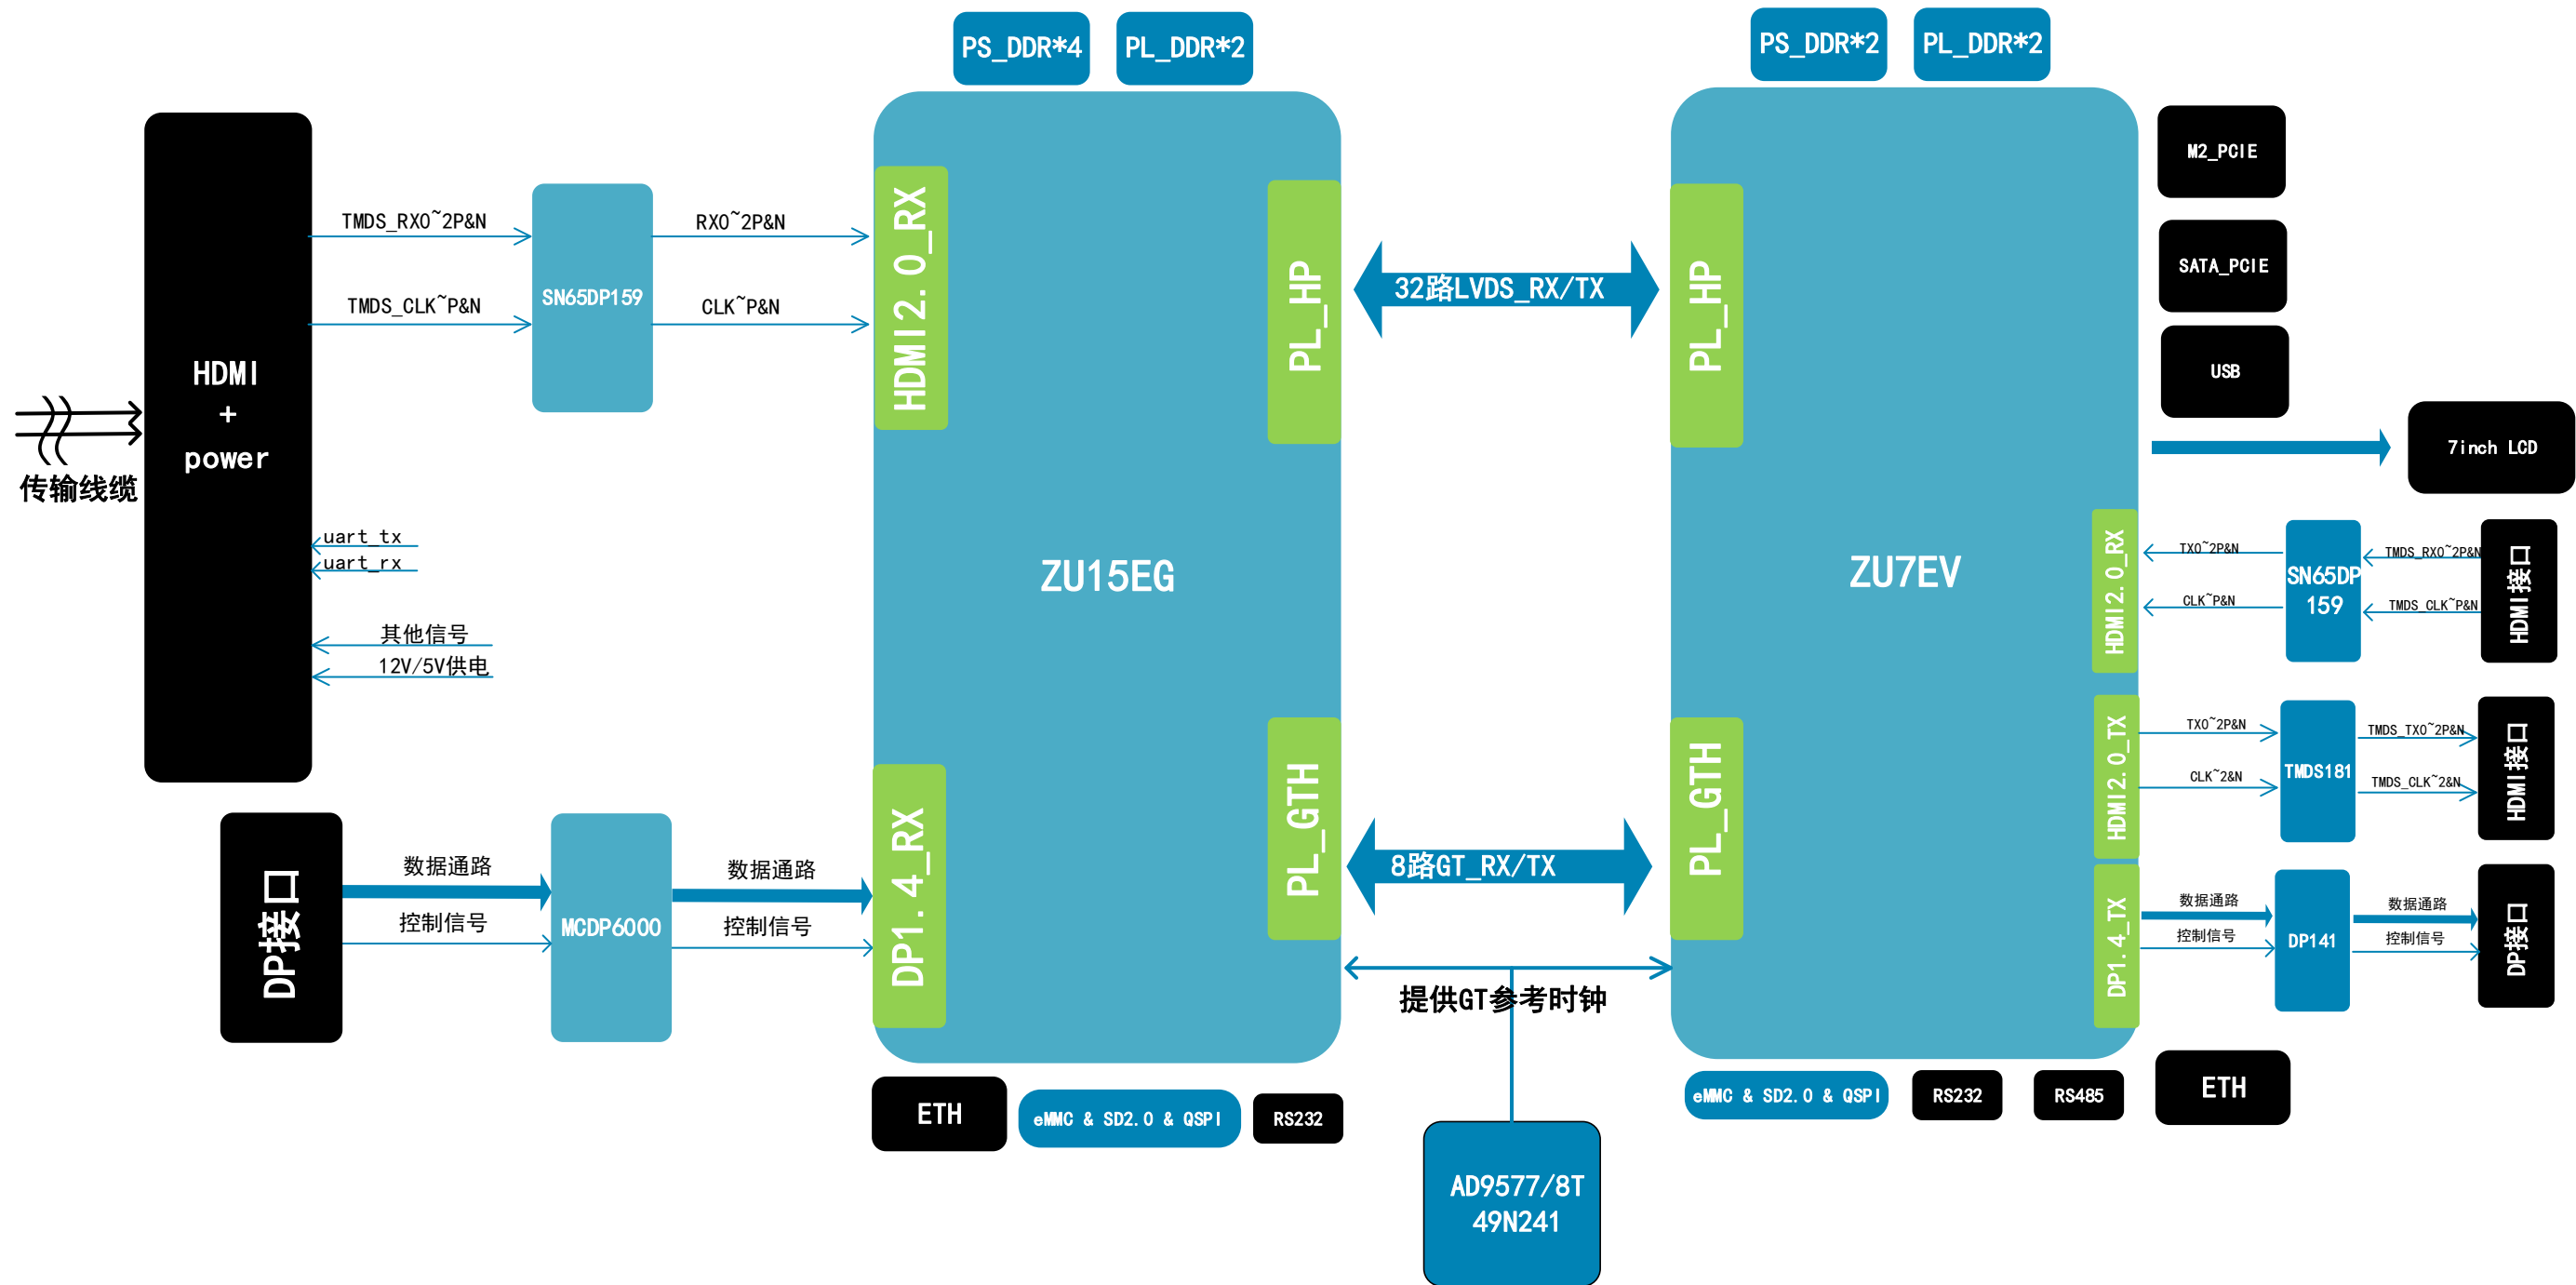 PS_DDR*4
PL_DDR*2
PS_DDR*2
PL_DDR*2
HDMI
+
power
传输线缆
TMDS_RX0~2P&N
TMDS_CLK~P&N
SN65DP159
RX0~2P&N
CLK~P&N
HDMI2.0_RX
uart_tx
uart_rx
其他信号
12V/5V供电
DP接口
数据通路
控制信号
MCDP6000
数据通路
控制信号
DP1.4_RX
ZU15EG
PL_HP
PL_GTH
32路LVDS_RX/TX
8路GT_RX/TX
提供GT参考时钟
AD9577/8T
49N241
PL_HP
PL_GTH
ZU7EV
M2_PCIE
SATA_PCIE
USB
7inch LCD
HDMI2.0_RX
TX0~2P&N
CLK~P&N
SN65DP
159
TMDS_RX0~2P&N
TMDS_CLK~P&N
HDMI接口
HDMI2.0_TX
TX0~2P&N
CLK~2&N
TMDS181
TMDS_TX0~2P&N
TMDS_CLK~2&N
HDMI接口
DP1.4_TX
数据通路
控制信号
DP141
数据通路
控制信号
DP接口
ETH
eMMC & SD2.0 & QSPI
RS232
eMMC & SD2.0 & QSPI
RS232
RS485
ETH